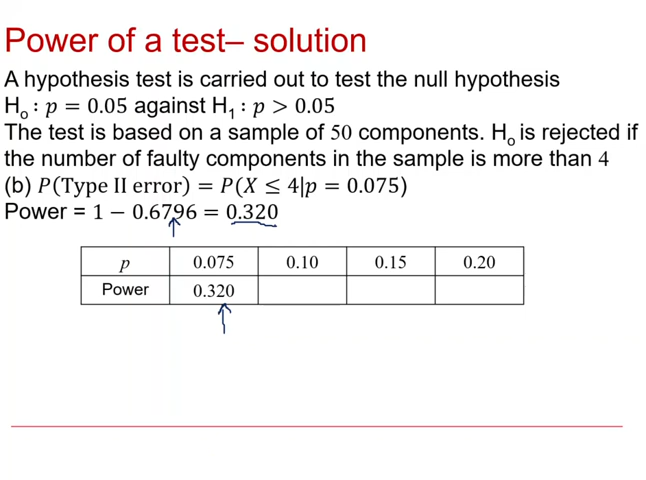 Power of a test– solution
A hypothesis test is carried out to test the null hypothesis
Hₒ : p = 0.05 against H₁ : p > 0.05
The test is based on a sample of 50 components. Hₒ is rejected if
the number of faulty components in the sample is more than 4
(b) P(Type II error) = P(X ≤ 4|p = 0.075)
Power = 1 − 0.6796 = 0.320
p 0.075 0.10 0.15 0.20
Power 0.320